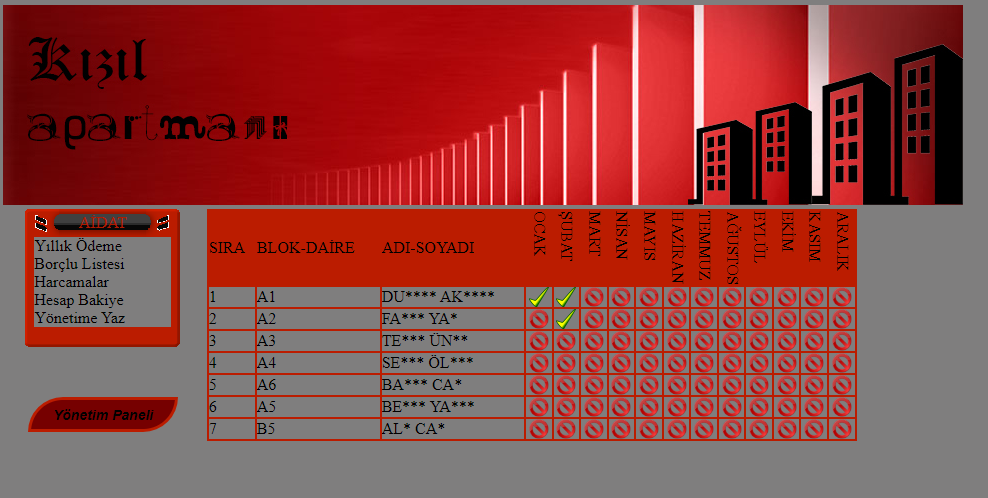 Kızıl
apartmanı
AİDAT
Yıllık Ödeme
Borçlu Listesi
Harcamalar
Hesap Bakiye
Yönetime Yaz
Yönetim Paneli
SIRA BLOK-DAİRE ADI-SOYADI OCAK ŞUBAT MART NİSAN MAYIS HAZİRAN TEMMUZ AĞUSTOS EYLÜL EKİM KASIM ARALIK
1 A1 DU**** AK****
2 A2 FA*** YA*
3 A3 TE*** ÜN**
4 A4 SE*** ÖL***
5 A6 BA*** CA*
6 A5 BE*** YA***
7 B5 AL* CA*